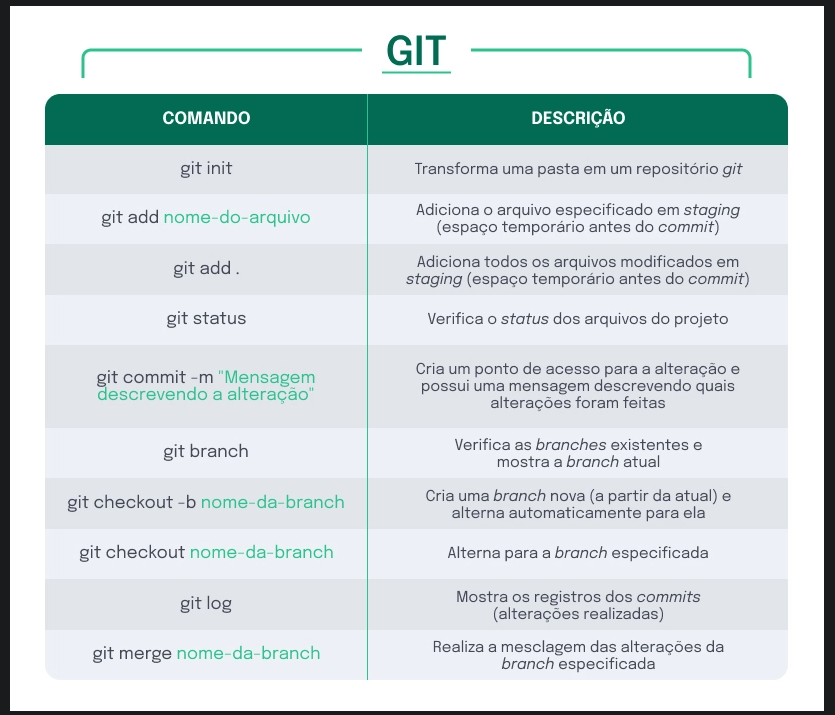 GIT
COMANDO
DESCRIÇÃO
git init
Transforma uma pasta em um repositório git
git add nome-do-arquivo
Adiciona o arquivo especificado em staging
(espaço temporário antes do commit)
git add .
Adiciona todos os arquivos modificados em
staging (espaço temporário antes do commit)
git status
Verifica o status dos arquivos do projeto
git commit -m "Mensagem
descrevendo a alteração"
Cria um ponto de acesso para a alteração e
possui uma mensagem descrevendo quais
alterações foram feitas
git branch
Verifica as branches existentes e
mostra a branch atual
git checkout -b nome-da-branch
Cria uma branch nova (a partir da atual) e
alterna automaticamente para ela
git checkout nome-da-branch
Alterna para a branch especificada
git log
Mostra os registros dos commits
(alterações realizadas)
git merge nome-da-branch
Realiza a mesclagem das alterações da
branch especificada